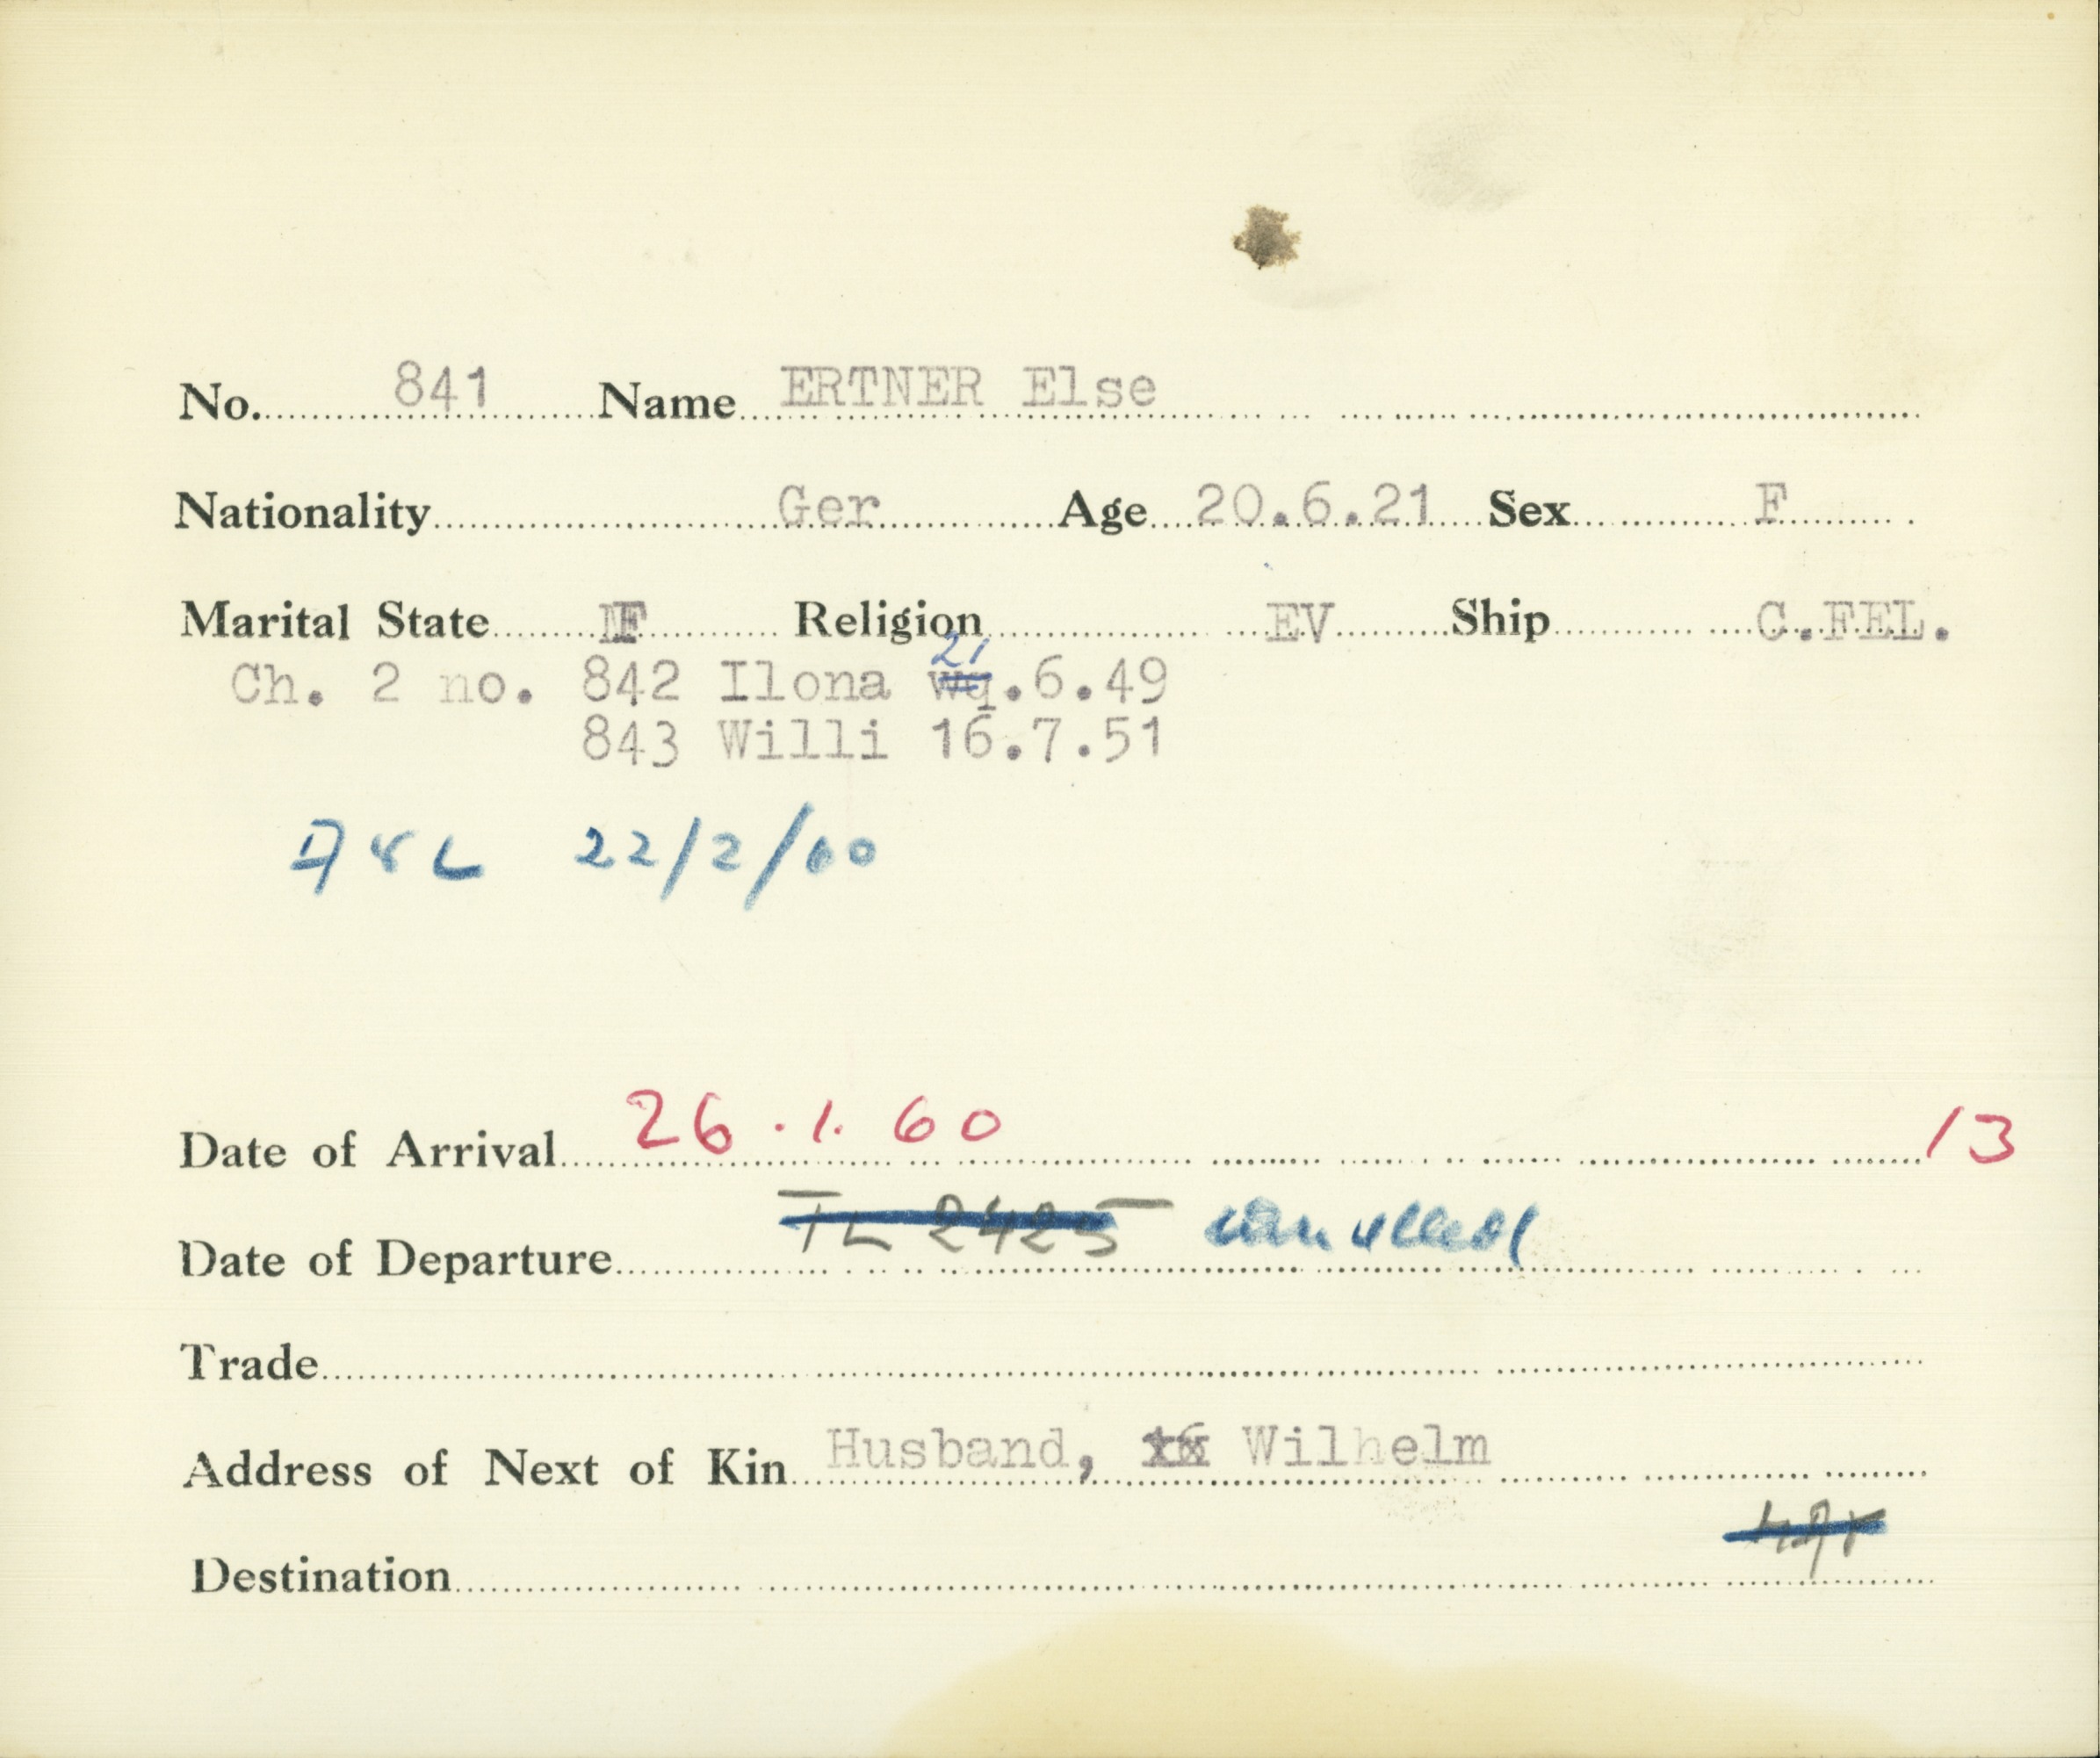 No. 841 Name ERTNER Else
Nationality Ger Age 20.6.21 Sex F
Marital State Religion EV Ship C.FEL.
21
Ch. 2 no. 842 Ilona wq.6.49
843 Willi 16.7.51
22/2/60
Date of Arrival 26.1.60 13
Date of Departure TL 2425 cancelled
Trade
Address of Next of Kin Husband, Wilhelm
Destination